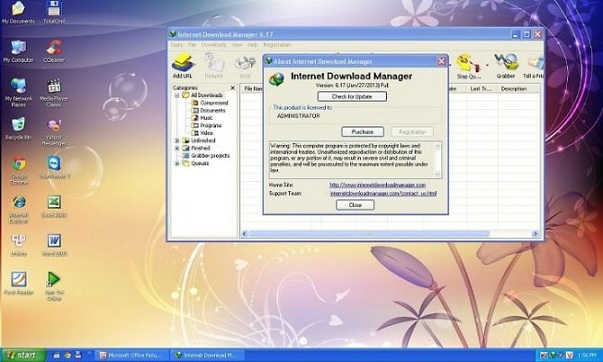 My Documents
TotalCmd
My Computer
CCleaner
My Network
Places
Media Player
Classic
Recycle Bin
Yahoo!
Messenger
Google
Chrome
TeamViewer 7
Internet
Explorer
Excel 2003
Word 2003
Foxit Reader
Internet Download Manager 6.17
Tasks File Downloads View Help Registration
Add URL
Resume
Stop
Stop Qu...
Grabber
Tell a Frie
Categories
File Nam
Last Tr...
Description
All Downloads
Compressed
Documents
Music
Programs
Video
Unfinished
Finished
Grabber projects
Queues
About Internet Download Manager
Internet Download Manager
Version: 6.17 (Jun/27/2013) Full
Check for Update
This product is licensed to
ADMINISTRATOR
Purchase
Registration
Warning: This computer program is protected by copyright laws and
international treaties. Unauthorized reproduction or distribution of this
program, or any portion of it, may result in severe civil and criminal
penalties, and will be prosecuted to the maximum extent possible under
law.
Home Site: http://www.internetdownloadmanager.com
Support Team: internetdownloadmanager.com/contact_us.html
Close
start
Microsoft Office Pictu...
Internet Download M...
1:56 PM